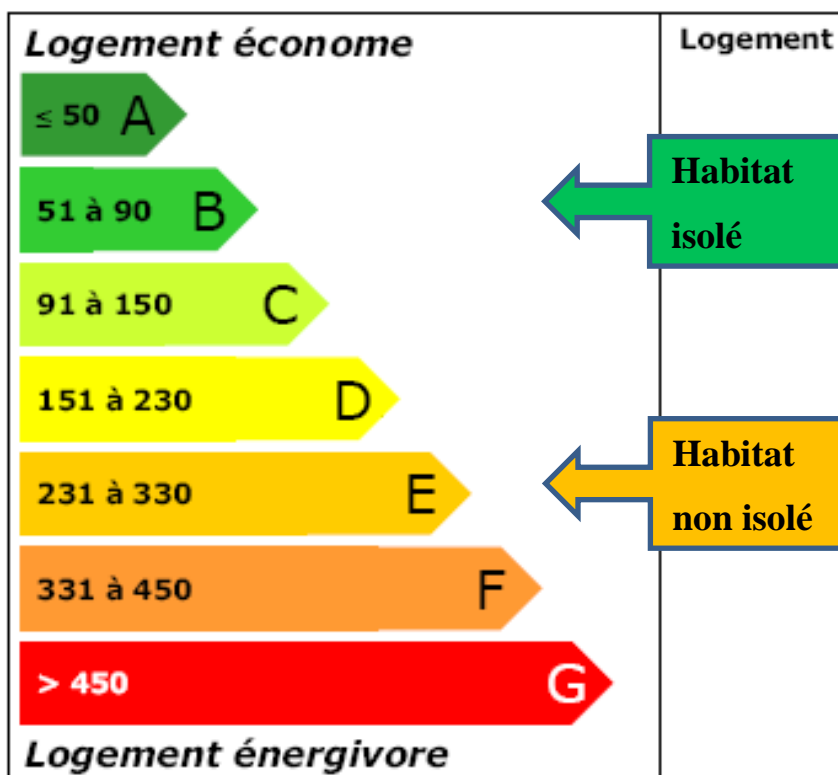 Logement économe
Logement
≤ 50 A
51 à 90 B
Habitat
isolé
91 à 150 C
151 à 230 D
231 à 330 E
Habitat
non isolé
331 à 450 F
> 450 G
Logement énergivore